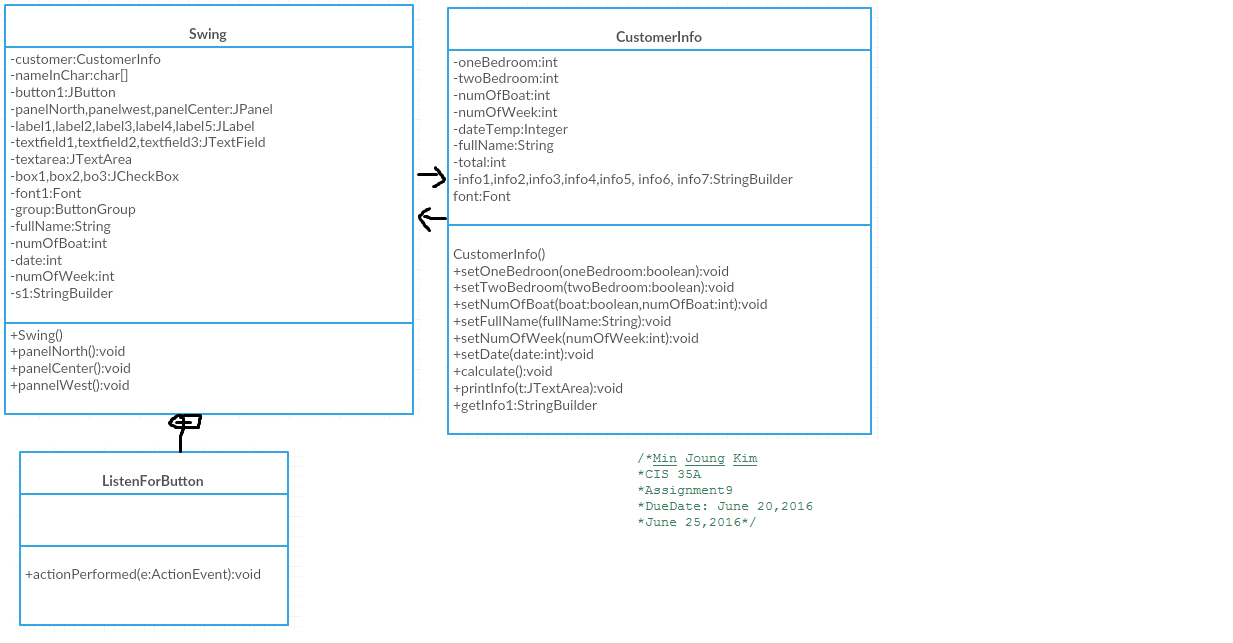 Swing
-customer:CustomerInfo
-nameInChar:char[]
-button1:JButton
-panelNorth,panelwest,panelCenter:JPanel
-label1,label2,label3,label4,label5:JLabel
-textfield1,textfield2,textfield3:JTextField
-textarea:JTextArea
-box1,box2,bo3:JCheckBox
-font1:Font
-group:ButtonGroup
-fullName:String
-numOfBoat:int
-date:int
-numOfWeek:int
-s1:StringBuilder
+Swing()
+panelNorth():void
+panelCenter():void
+pannelWest():void
CustomerInfo
-oneBedroom:int
-twoBedroom:int
-numOfBoat:int
-numOfWeek:int
-dateTemp:Integer
-fullName:String
-total:int
-info1,info2,info3,info4,info5, info6, info7:StringBuilder
font:Font
CustomerInfo()
+setOneBedroon(oneBedroom:boolean):void
+setTwoBedroom(twoBedroom:boolean):void
+setNumOfBoat(boat:boolean,numOfBoat:int):void
+setFullName(fullName:String):void
+setNumOfWeek(numOfWeek:int):void
+setDate(date:int):void
+calculate():void
+printInfo(t:JTextArea):void
+getInfo1:StringBuilder
ListenForButton
+actionPerformed(e:ActionEvent):void
/*Min Joung Kim
*CIS 35A
*Assignment9
*DueDate: June 20,2016
*June 25,2016*/